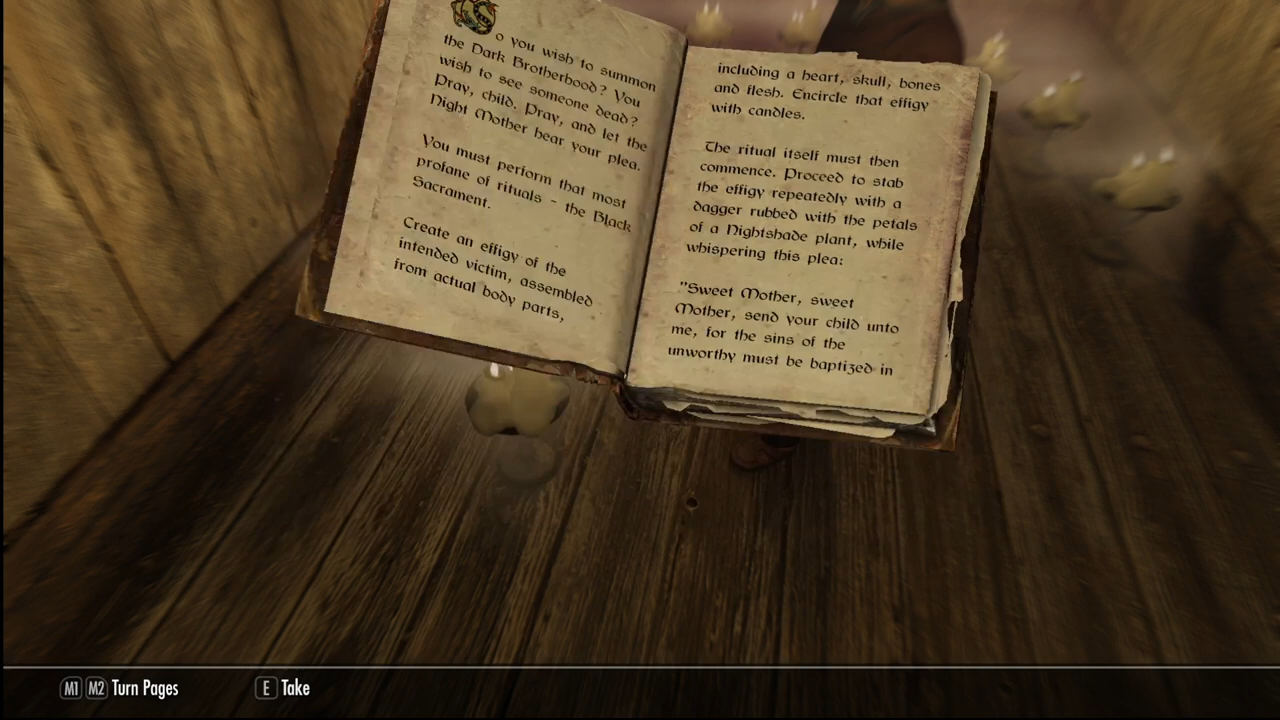 Do you wish to summon
the Dark Brotherhood? You
wish to see someone dead?
Pray, child. Pray, and let the
Night Mother hear your plea.
You must perform that most
profane of rituals - the Black
Sacrament.
Create an effigy of the
intended victim, assembled
from actual body parts,
including a heart, skull, bones
and flesh. Encircle that effigy
with candles.
The ritual itself must then
commence. Proceed to stab
the effigy repeatedly with a
dagger rubbed with the petals
of a Nightshade plant, while
whispering this plea:
"Sweet Mother, sweet
Mother, send your child unto
me, for the sins of the
unworthy must be baptized in
M1 M2 Turn Pages
E Take